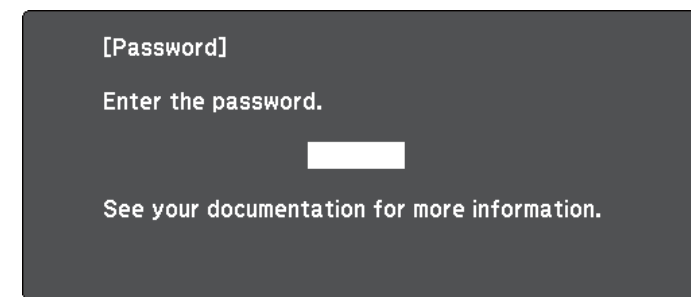 [Password]
Enter the password.
See your documentation for more information.